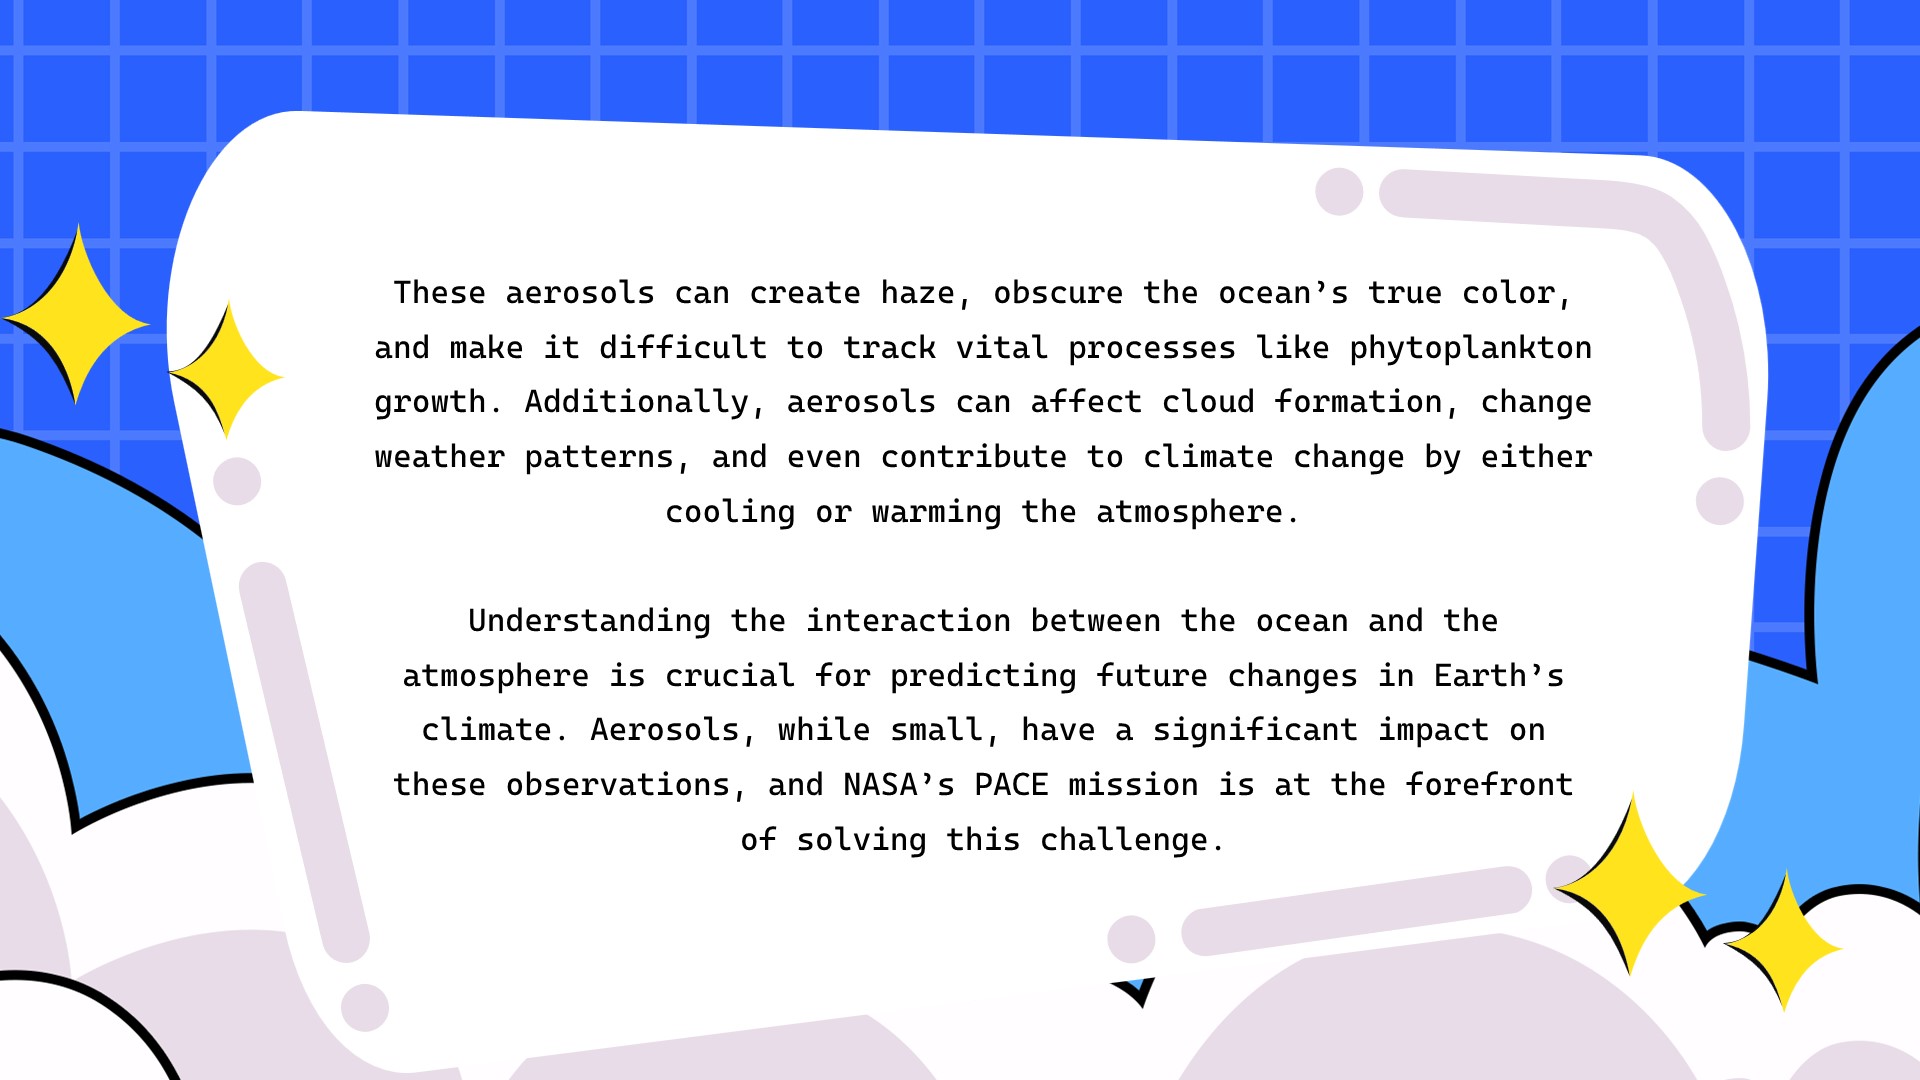 These aerosols can create haze, obscure the ocean’s true color,
and make it difficult to track vital processes like phytoplankton
growth. Additionally, aerosols can affect cloud formation, change
weather patterns, and even contribute to climate change by either
cooling or warming the atmosphere.
Understanding the interaction between the ocean and the
atmosphere is crucial for predicting future changes in Earth’s
climate. Aerosols, while small, have a significant impact on
these observations, and NASA’s PACE mission is at the forefront
of solving this challenge.